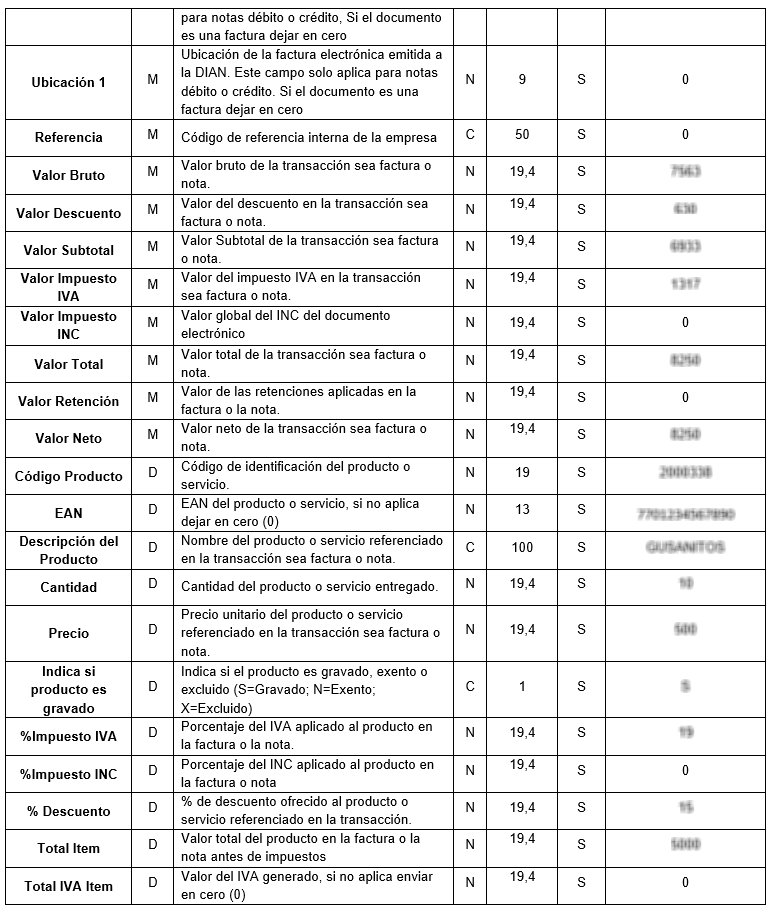 para notas débito o crédito, Si el documento
es una factura dejar en cero
Ubicación 1 M Ubicación de la factura electrónica emitida a
la DIAN. Este campo solo aplica para notas
débito o crédito. Si el documento es una
factura dejar en cero N 9 S 0
Referencia M Código de referencia interna de la empresa C 50 S 0
Valor Bruto M Valor bruto de la transacción sea factura o
nota. N 19,4 S 7563
Valor Descuento M Valor del descuento en la transacción sea
factura o nota. N 19,4 S 630
Valor Subtotal M Valor Subtotal de la transacción sea factura
o nota. N 19,4 S 6933
Valor Impuesto
IVA M Valor del impuesto IVA en la transacción
sea factura o nota. N 19,4 S 1317
Valor Impuesto
INC M Valor global del INC del documento
electrónico N 19,4 S 0
Valor Total M Valor total de la transacción sea factura o
nota. N 19,4 S 8250
Valor Retención M Valor de las retenciones aplicadas en la
factura o la nota. N 19,4 S 0
Valor Neto M Valor neto de la transacción sea factura o
nota. N 19,4 S 8250
Código Producto D Código de identificación del producto o
servicio. N 19 S
EAN D EAN del producto o servicio, si no aplica
dejar en cero (0) N 13 S 7701234567890
Descripción del
Producto D Nombre del producto o servicio referenciado
en la transacción sea factura o nota. C 100 S GUSANITOS
Cantidad D Cantidad del producto o servicio entregado. N 19,4 S 10
Precio D Precio unitario del producto o servicio
referenciado en la transacción sea factura o
nota. N 19,4 S 500
Indica si
producto es
gravado D Indica si el producto es gravado, exento o
excluido (S=Gravado; N=Exento;
X=Excluido) C 1 S S
%Impuesto IVA D Porcentaje del IVA aplicado al producto en
la factura o la nota. N 19,4 S 19
%Impuesto INC D Porcentaje del INC aplicado al producto en
la factura o nota N 19,4 S 0
% Descuento D % de descuento ofrecido al producto o
servicio referenciado en la transacción. N 19,4 S 15
Total Item D Valor total del producto en la factura o la
nota antes de impuestos N 19,4 S 5000
Total IVA Item D Valor del IVA generado, si no aplica enviar
en cero (0) N 19,4 S 0